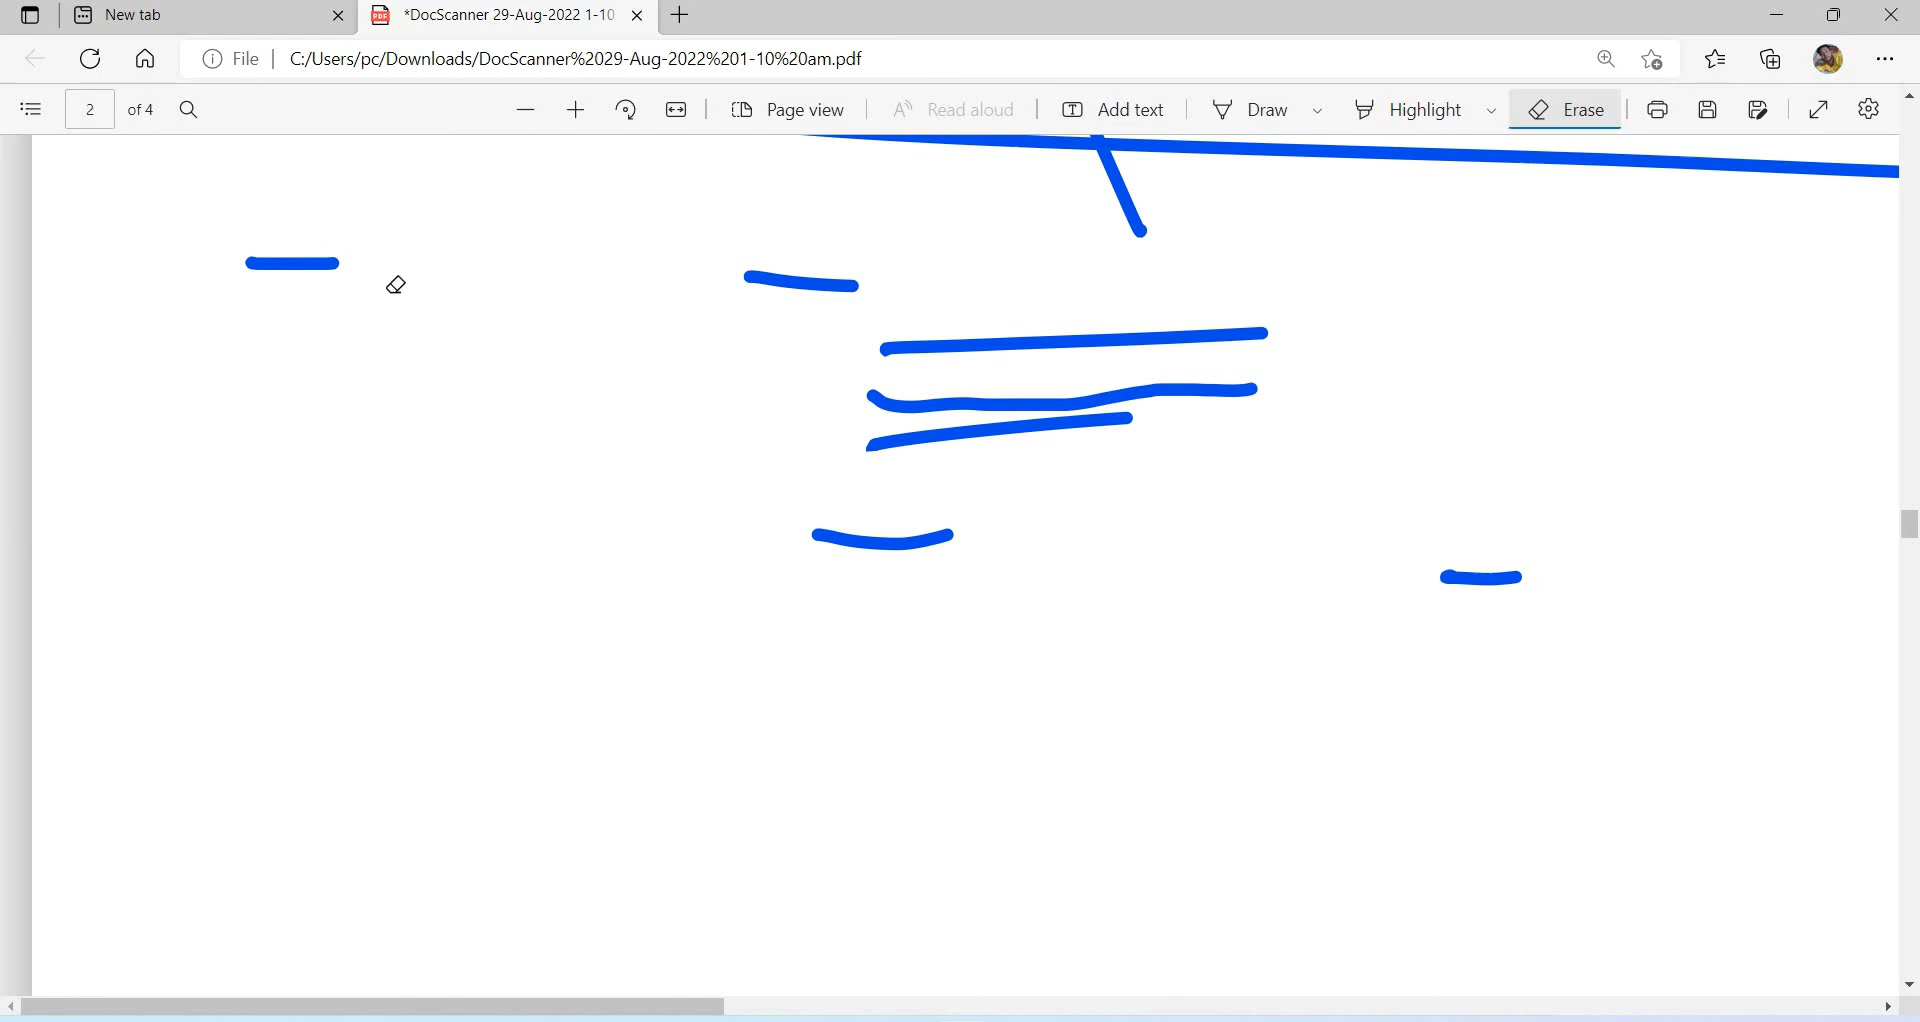 New tab
*DocScanner 29-Aug-2022 1-10
File
C:/Users/pc/Downloads/DocScanner%2029-Aug-2022%201-10%20am.pdf
2 of 4
Page view
Read aloud
Add text
Draw
Highlight
Erase